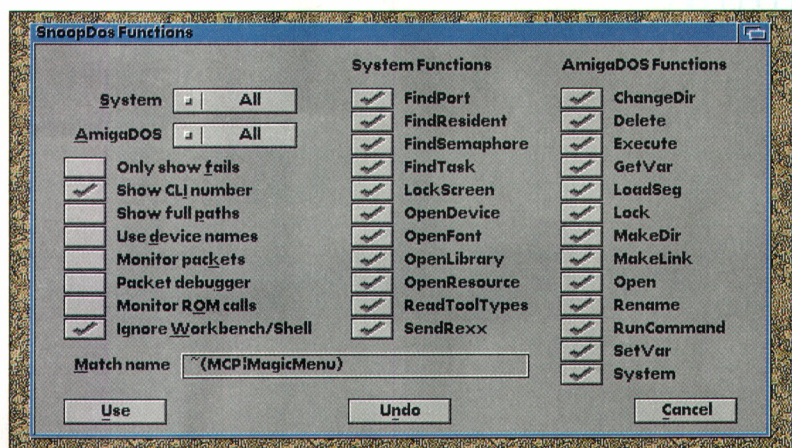 SnoopDos Functions
System Functions
AmigaDOS Functions
System
All
AmigaDOS
All
Only show fails
Show CLI number
Show full paths
Use device names
Monitor packets
Packet debugger
Monitor ROM calls
Ignore Workbench/Shell
Match name
~(MCP¦MagicMenu)
FindPort
FindResident
FindSemaphore
FindTask
LockScreen
OpenDevice
OpenFont
OpenLibrary
OpenResource
ReadToolTypes
SendRexx
ChangeDir
Delete
Execute
GetVar
LoadSeg
Lock
MakeDir
MakeLink
Open
Rename
RunCommand
SetVar
System
Use
Undo
Cancel